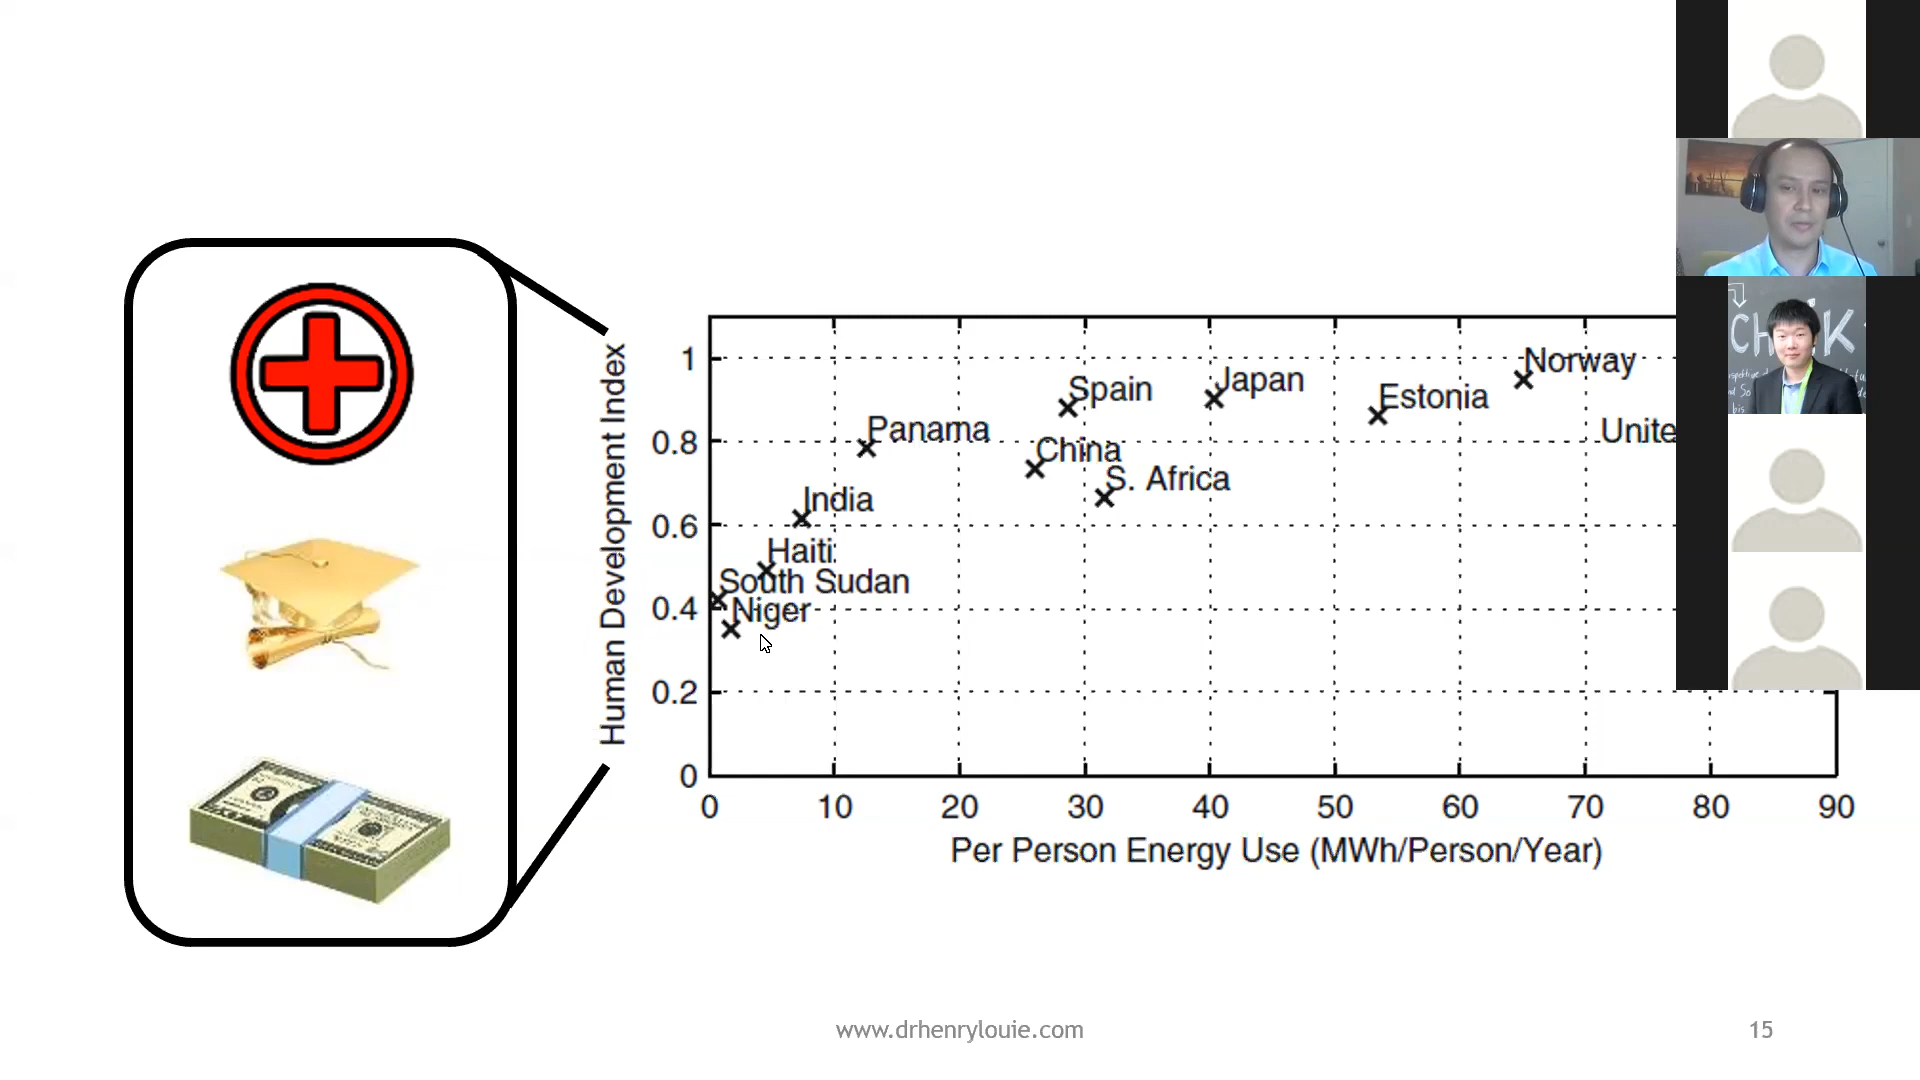 Human Development Index
1
0.8
0.6
0.4
0.2
0
Norway
Spain
Japan
Estonia
Panama
Unite
China
S. Africa
India
Haiti
South Sudan
Niger
0 10 20 30 40 50 60 70 80 90
Per Person Energy Use (MWh/Person/Year)
www.drhenrylouie.com
15